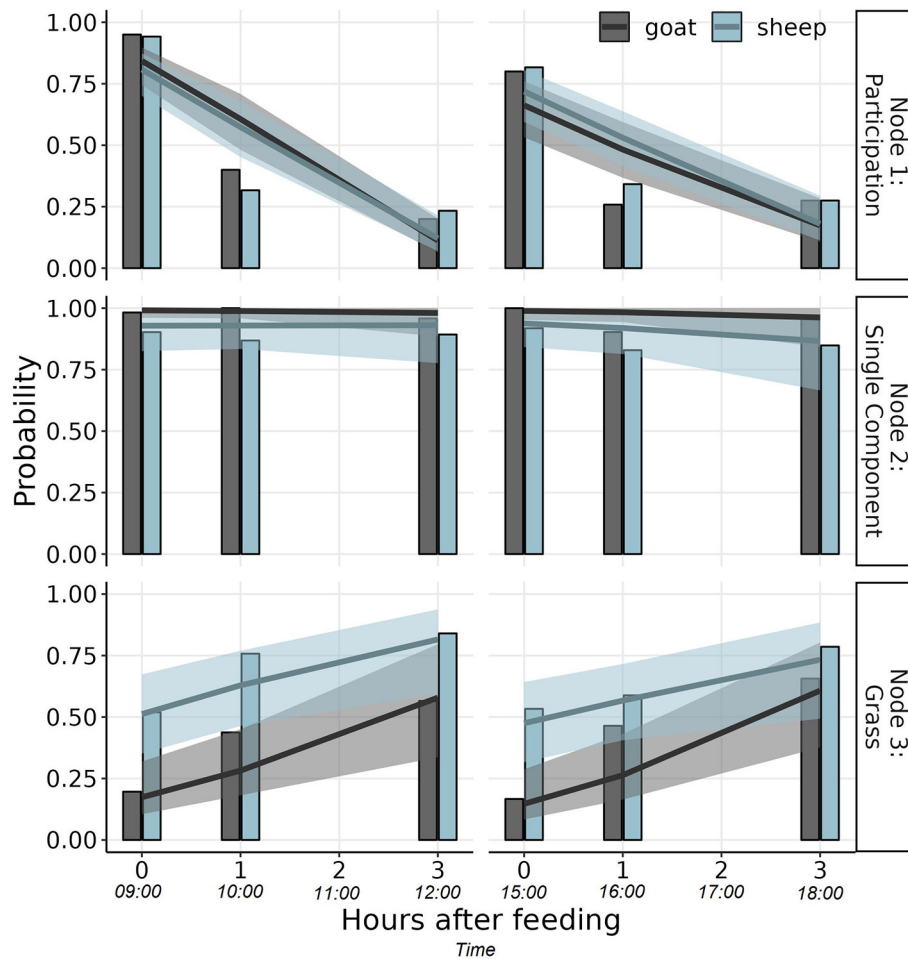 goat sheep
1.00
0.75
0.50
0.25
0.00
Node 1:
Participation
1.00
0.75
0.50
0.25
0.00
Node 2:
Single Component
Probability
1.00
0.75
0.50
0.25
0.00
Node 3:
Grass
0 1 2 3 0 1 2 3
09:00 10:00 11:00 12:00 15:00 16:00 17:00 18:00
Hours after feeding
Time